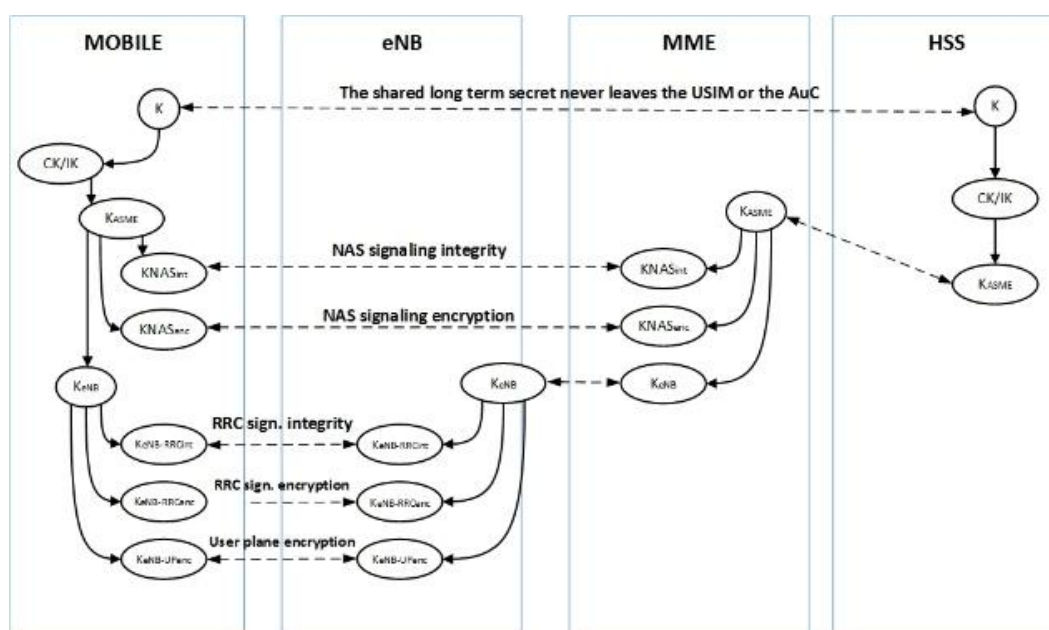 MOBILE
eNB
MME
HSS
The shared long term secret never leaves the USIM or the AuC
K
K
CK/IK
CK/IK
KASME
KASME
NAS signaling integrity
KNASint
KNASint
KASME
NAS signaling encryption
KNASenc
KNASenc
KeNB
KeNB
KeNB
RRC sign. integrity
KeNB-RRCint
KeNB-RRCint
RRC sign. encryption
KeNB-RRCenc
KeNB-RRCenc
User plane encryption
KeNB-UPenc
KeNB-UPenc